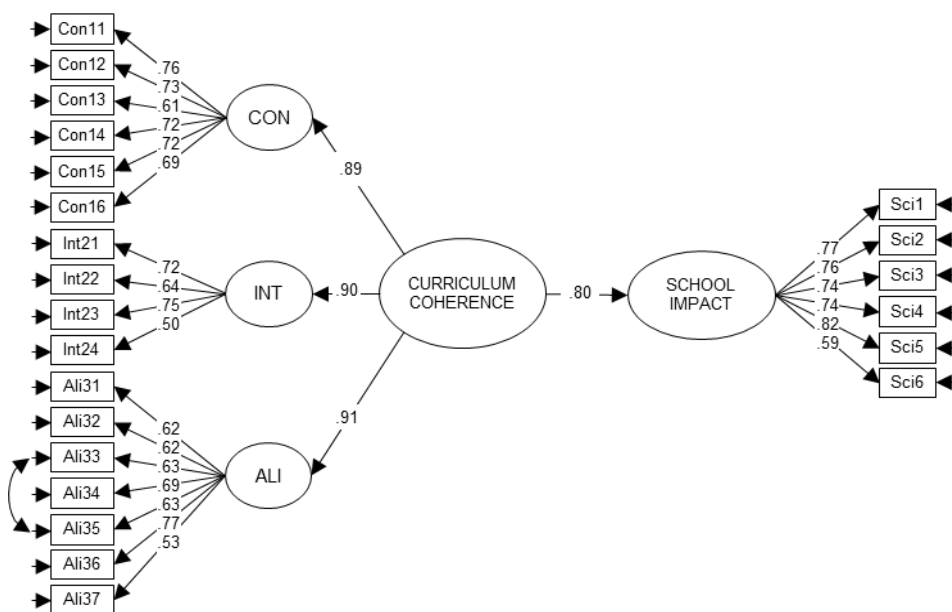 Con11
Con12
Con13
Con14
Con15
Con16
.76
.73
.61
.72
.72
.69
CON
.89
Int21
Int22
Int23
Int24
.72
.64
.75
.50
INT
.90
CURRICULUM
COHERENCE
.80
SCHOOL
IMPACT
.77
.76
.74
.74
.82
.59
Sci1
Sci2
Sci3
Sci4
Sci5
Sci6
Ali31
Ali32
Ali33
Ali34
Ali35
Ali36
Ali37
.62
.62
.63
.69
.63
.77
.53
ALI
.91